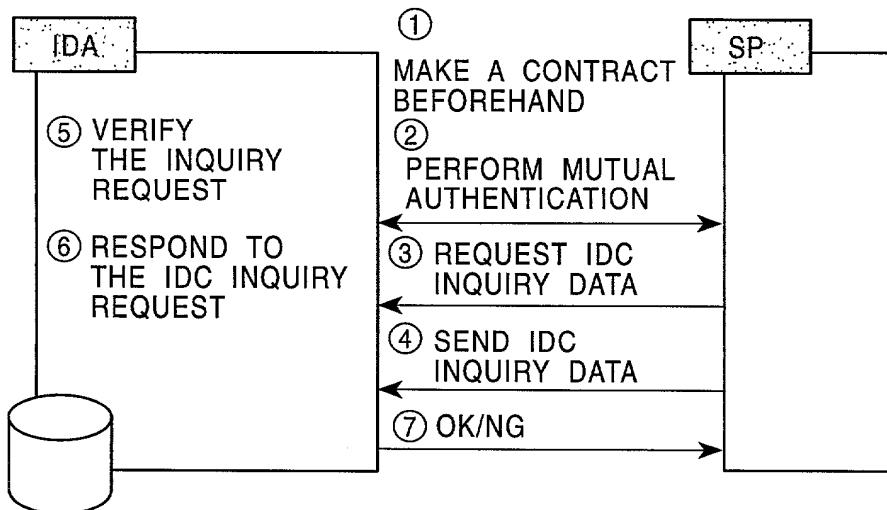 IDA
SP
①
MAKE A CONTRACT
BEFOREHAND
②
PERFORM MUTUAL
AUTHENTICATION
③ REQUEST IDC
INQUIRY DATA
④ SEND IDC
INQUIRY DATA
⑤ VERIFY
THE INQUIRY
REQUEST
⑥ RESPOND TO
THE IDC INQUIRY
REQUEST
⑦ OK/NG